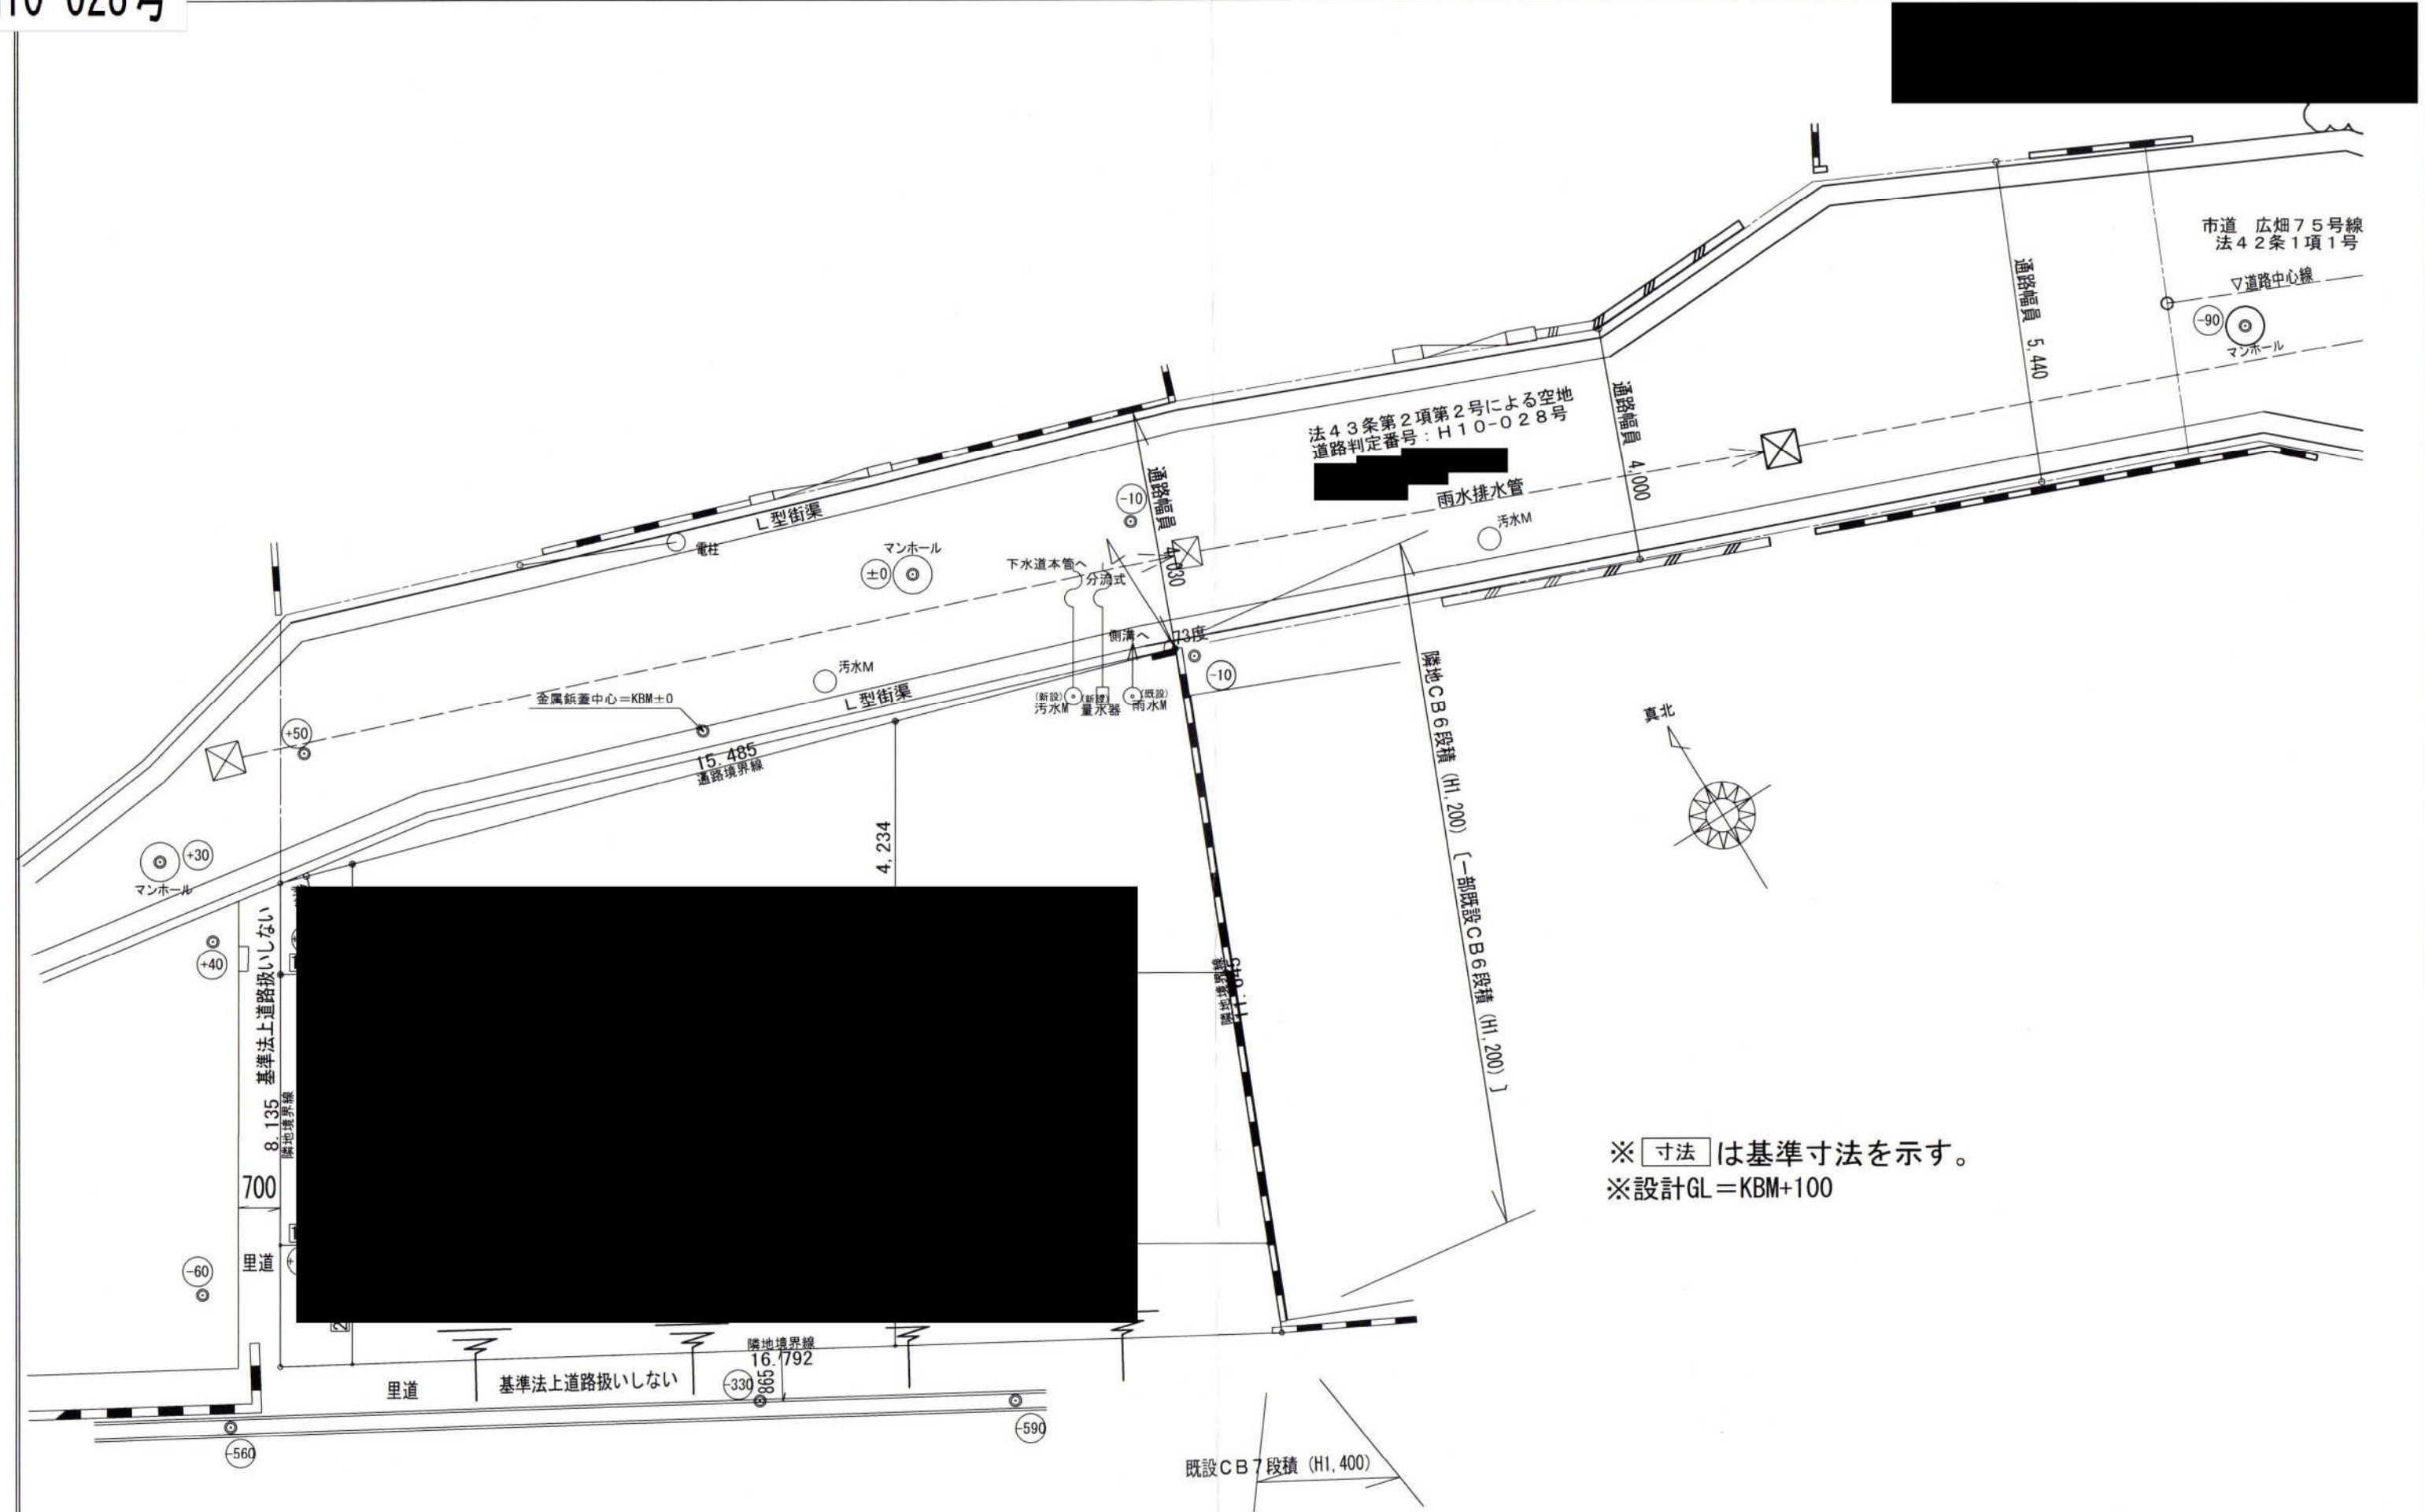 市道　広畑７５号線
法４２条１項１号
▽道路中心線
通路幅員　5,440
-90
マンホール
法４３条第２項第２号による空地
道路判定番号：Ｈ１０-０２８号
通路幅員　4,000
雨水排水管
汚水M
通路幅員　4,030
-10
L型街渠
電柱
マンホール
±0
下水道本管へ
分流式
側溝へ
73度
-10
汚水M
(新設)
汚水M
量水器
(既設)
雨水M
金属鋲蓋中心＝KBM±0
L型街渠
15.485
通路境界線
+50
+30
マンホール
4,234
隣地ＣＢ６段積（H1,200）〔一部既設ＣＢ６段積（H1,200）〕
真北
+40
基準法上道路扱いしない
8.135
隣地境界線
隣地境界線
700
里道
-60
※寸法は基準寸法を示す。
※設計GL＝KBM+100
隣地境界線
16.792
里道
基準法上道路扱いしない
-330
865
-560
-590
既設ＣＢ７段積（H1,400）